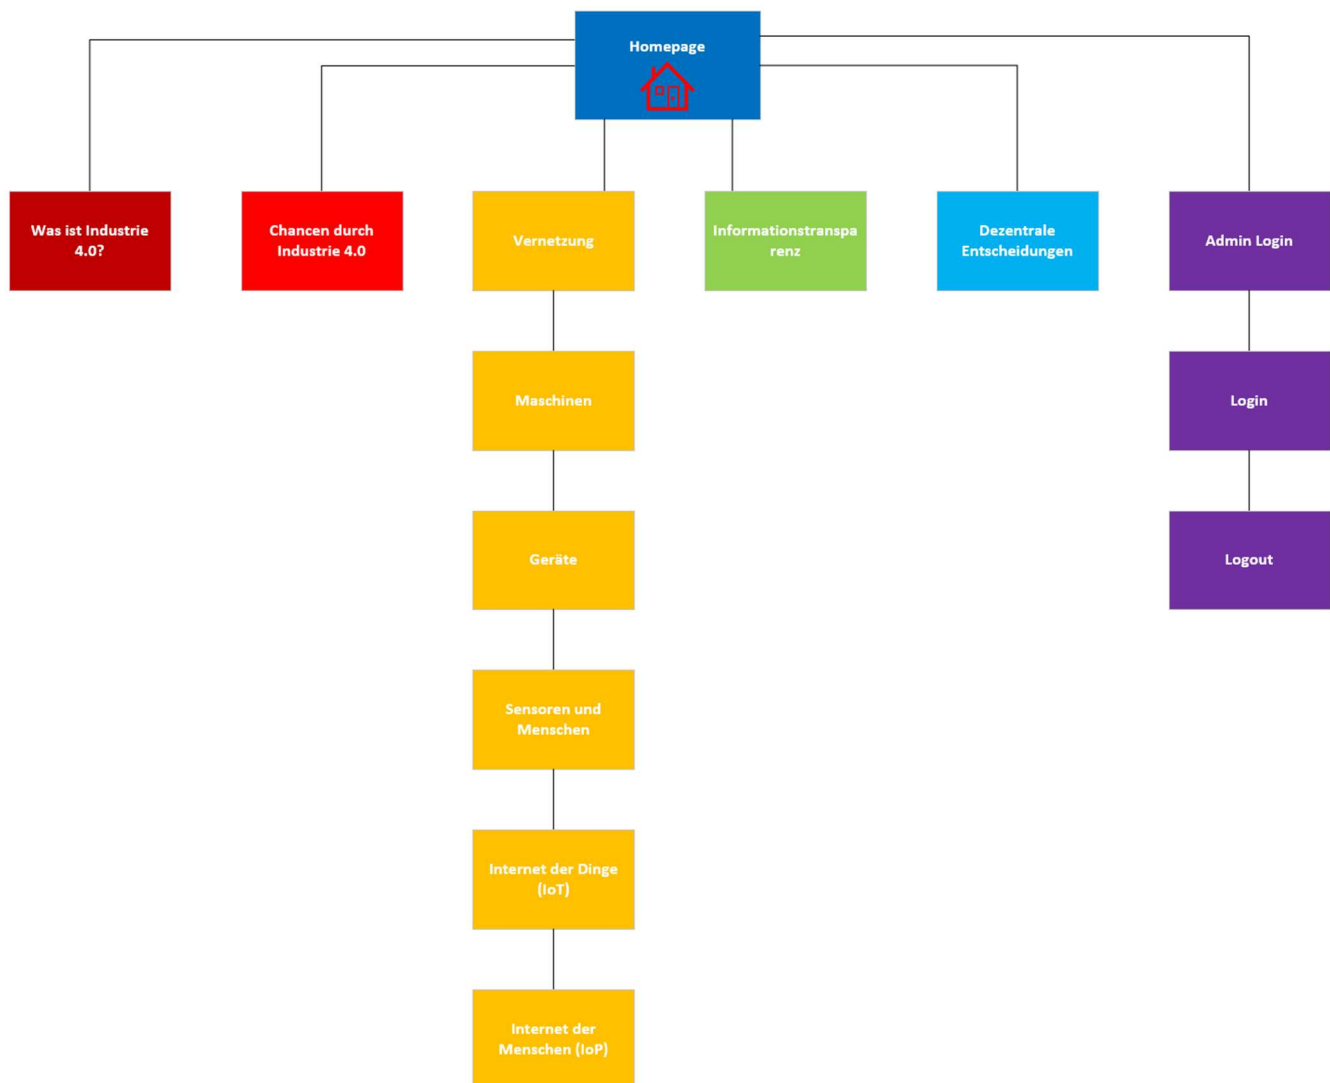 Homepage
Was ist Industrie
4.0?
Chancen durch
Industrie 4.0
Vernetzung
Informationstranspa
renz
Dezentrale
Entscheidungen
Admin Login
Maschinen
Login
Geräte
Logout
Sensoren und
Menschen
Internet der Dinge
(IoT)
Internet der
Menschen (IoP)